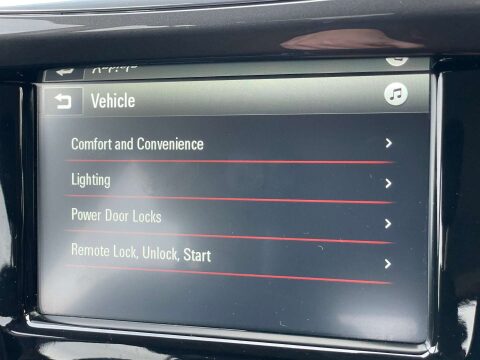 Vehicle
Comfort and Convenience
Lighting
Power Door Locks
Remote Lock, Unlock, Start